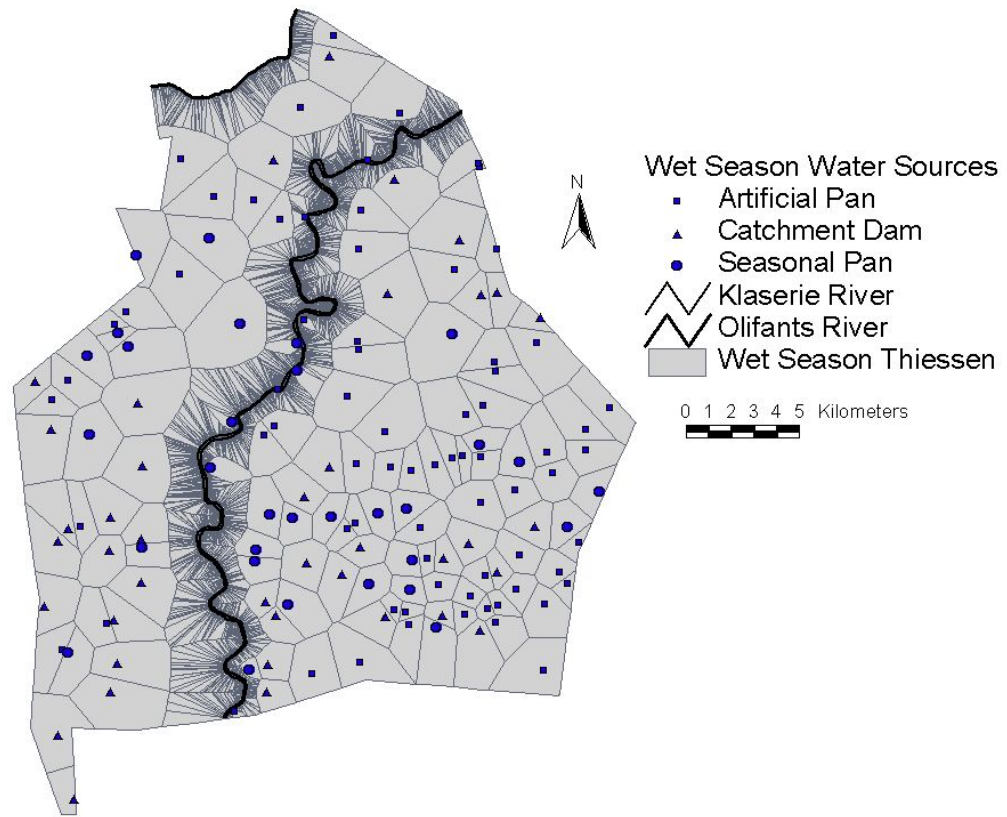 Wet Season Water Sources
Artificial Pan
N
Catchment Dam
Seasonal Pan
Klaserie River
Olifants River
Wet Season Thiessen
0 1 2 3 4 5 Kilometers